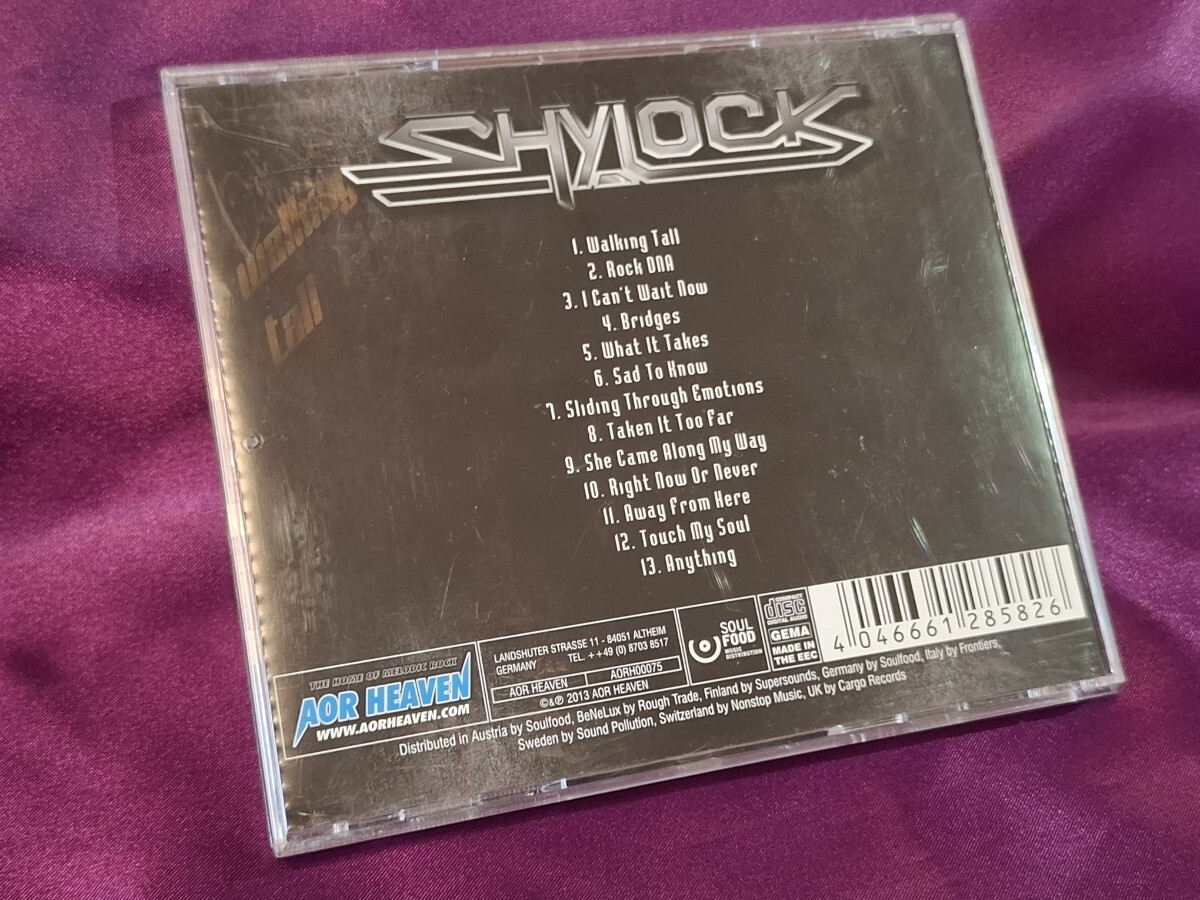 SHYLOCK
walking
tall
1. Walking Tall
2. Rock DNA
3. I Can't Wait Now
4. Bridges
5. What It Takes
6. Sad To Know
7. Sliding Through Emotions
8. Taken It Too Far
9. She Came Along My Way
10. Right Now Or Never
11. Away From Here
12. Touch My Soul
13. Anything
THE HOME OF MELODIC ROCK
AOR HEAVEN
WWW.AORHEAVEN.COM
LANDSHUTER STRASSE 11 - 84051 ALTHEIM
GERMANY TEL. ++49 (0) 8703 8517
AOR HEAVEN AORH00075
©&℗ 2013 AOR HEAVEN
SOUL
FOOD
MUSIC
DISTRIBUTION
COMPACT
disc
DIGITAL AUDIO
GEMA
MADE IN
THE EEC
4 046661 285826
Distributed in Austria by Soulfood, BeNeLux by Rough Trade, Finland by Supersounds, Germany by Soulfood, Italy by Frontiers,
Sweden by Sound Pollution, Switzerland by Nonstop Music, UK by Cargo Records